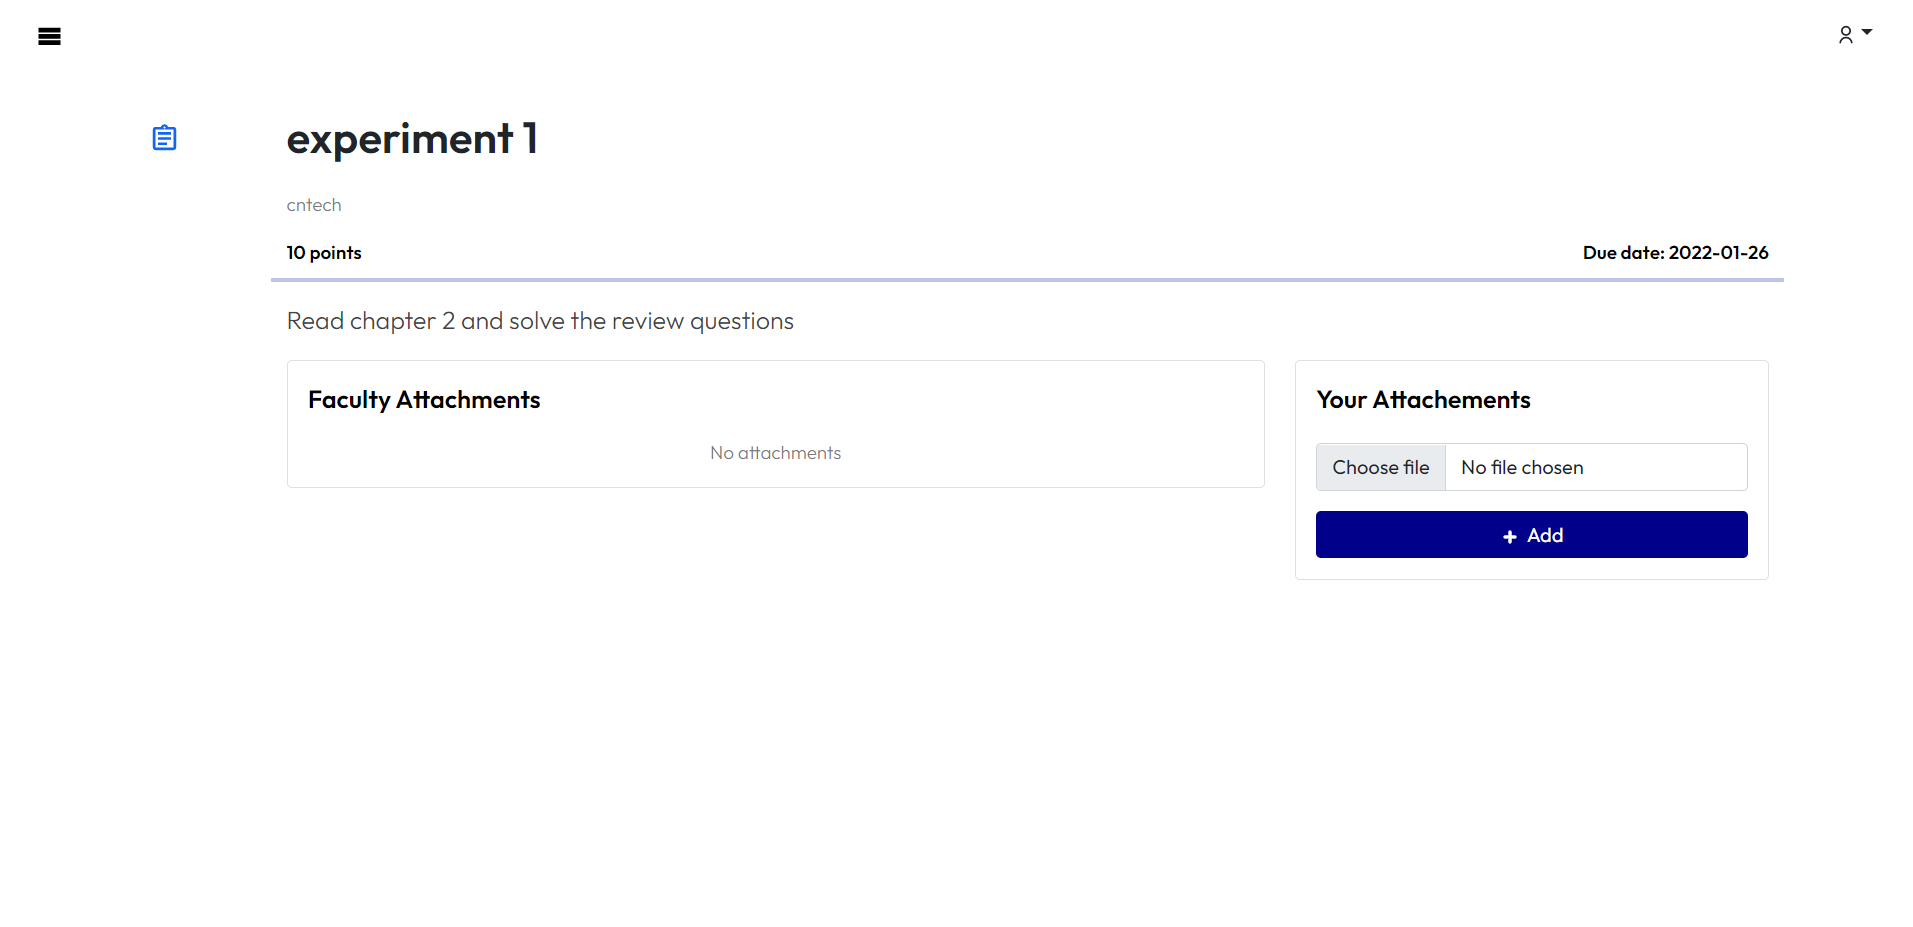 experiment 1
cntech
10 points
Due date: 2022-01-26
Read chapter 2 and solve the review questions
Faculty Attachments
No attachments
Your Attachements
Choose file
No file chosen
+ Add